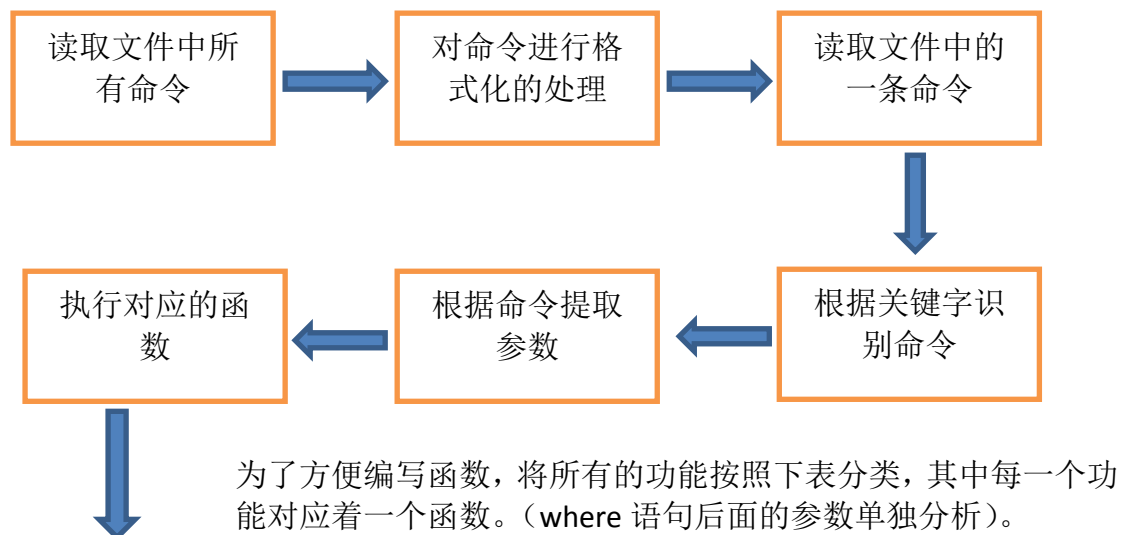 读取文件中所
有命令
对命令进行格
式化的处理
读取文件中的
一条命令
执行对应的函
数
根据命令提取
参数
根据关键字识
别命令
为了方便编写函数，将所有的功能按照下表分类，其中每一个功
能对应着一个函数。（where 语句后面的参数单独分析）。